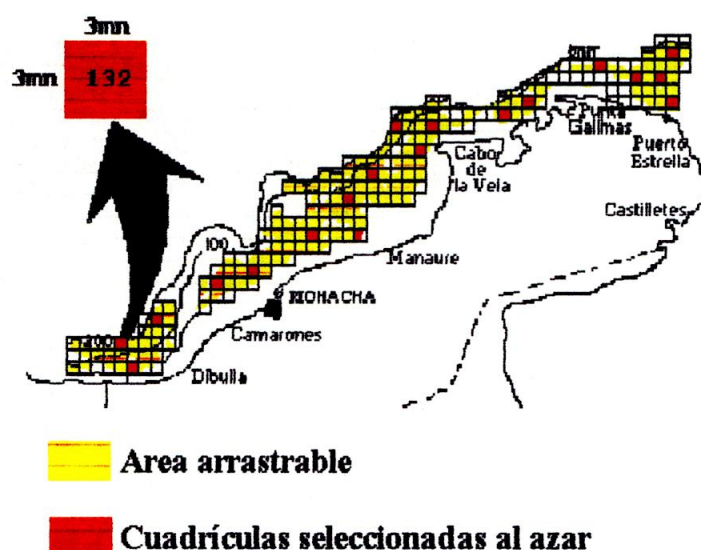 3mn
3mn
132
Punta
Gallinas
Cabo
de
la Vela
Puerto
Estrella
Castilletes
100
Manaure
RIOHACHA
Camarones
200
Dibulla
Area arrastrable
Cuadrículas seleccionadas al azar